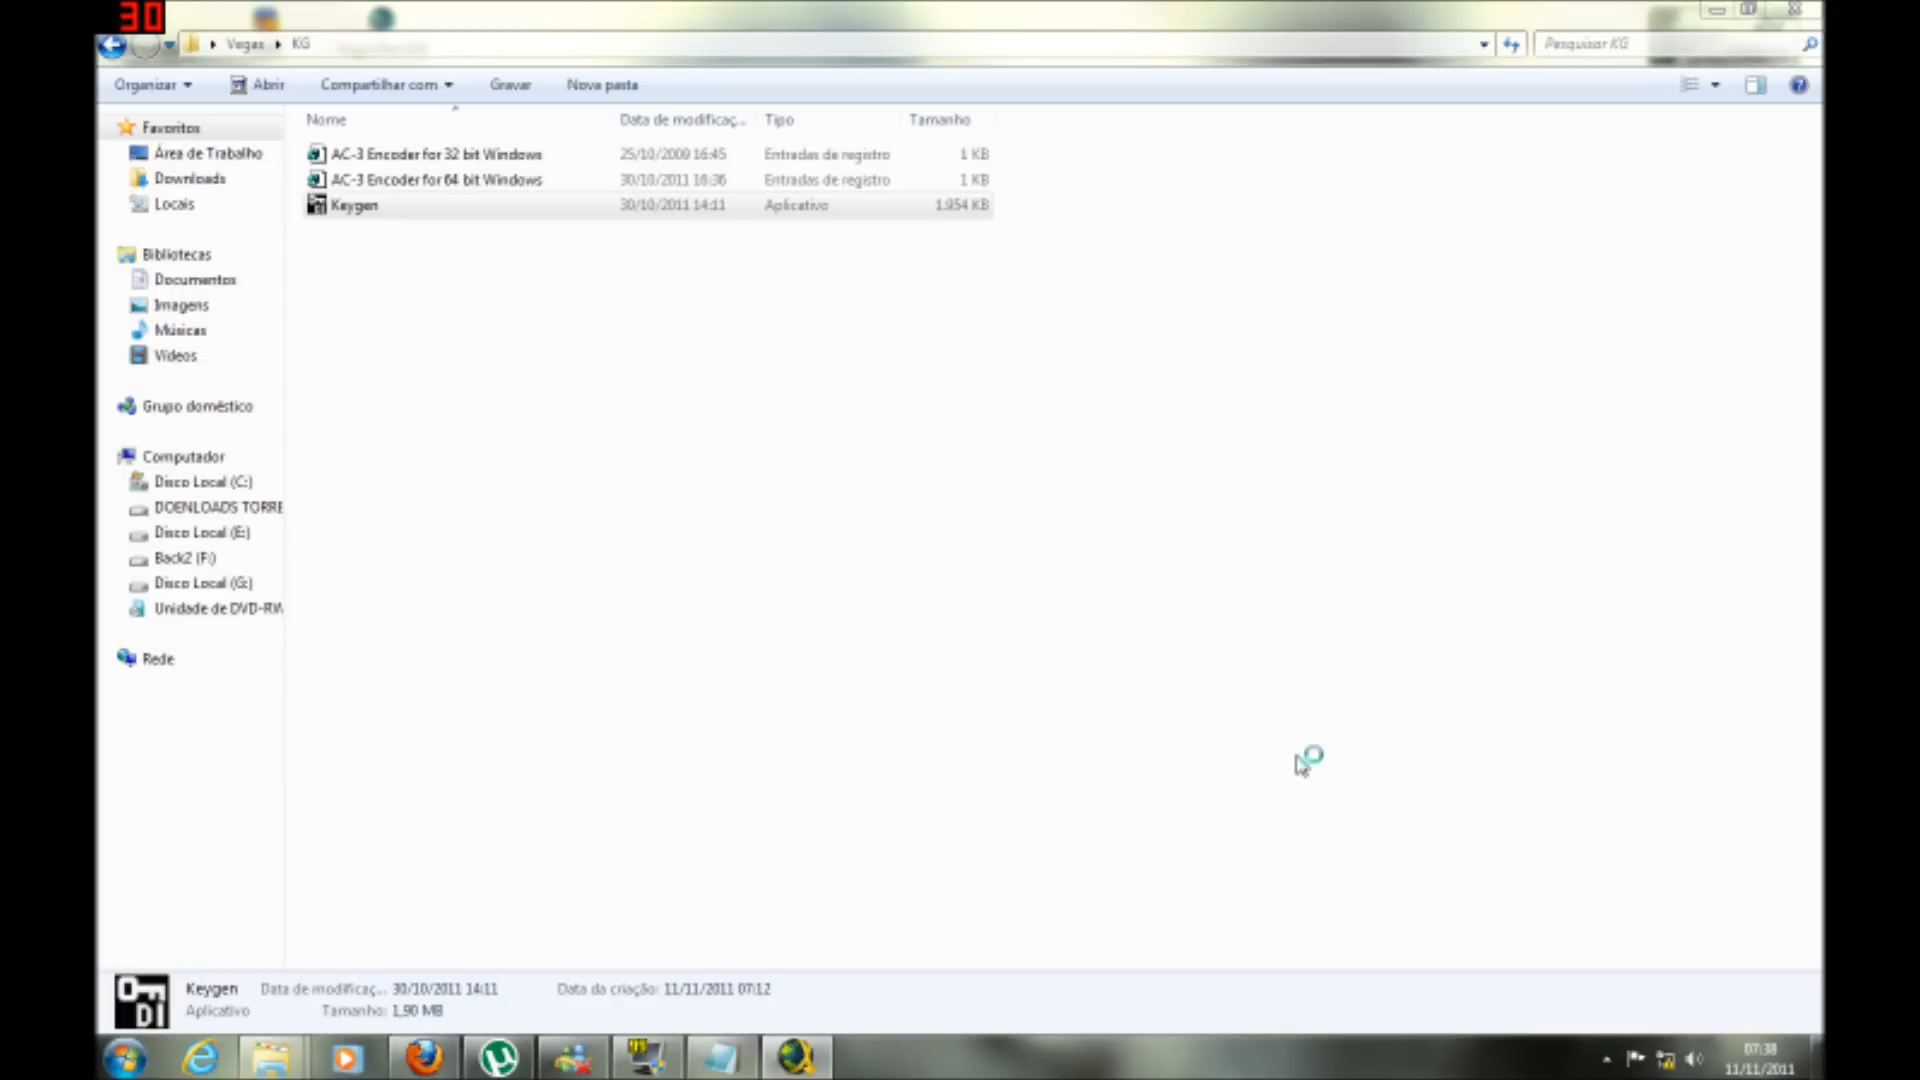 30
Vegas KG
Pesquisar KG
Organizar Abrir Compartilhar com Gravar Nova pasta
Nome Data de modificaç... Tipo Tamanho
AC-3 Encoder for 32 bit Windows 25/10/2009 16:45 Entradas de registro 1 KB
AC-3 Encoder for 64 bit Windows 30/10/2011 16:36 Entradas de registro 1 KB
Keygen 30/10/2011 14:11 Aplicativo 1.954 KB
Favoritos
Área de Trabalho
Downloads
Locais
Bibliotecas
Documentos
Imagens
Músicas
Vídeos
Grupo doméstico
Computador
Disco Local (C:)
DOENLOADS TORRE
Disco Local (E:)
Back2 (F:)
Disco Local (G:)
Unidade de DVD-RW
Rede
Keygen Data de modificaç... 30/10/2011 14:11 Data da criação: 11/11/2011 07:12
Aplicativo Tamanho: 1,90 MB
07:38
11/11/2011